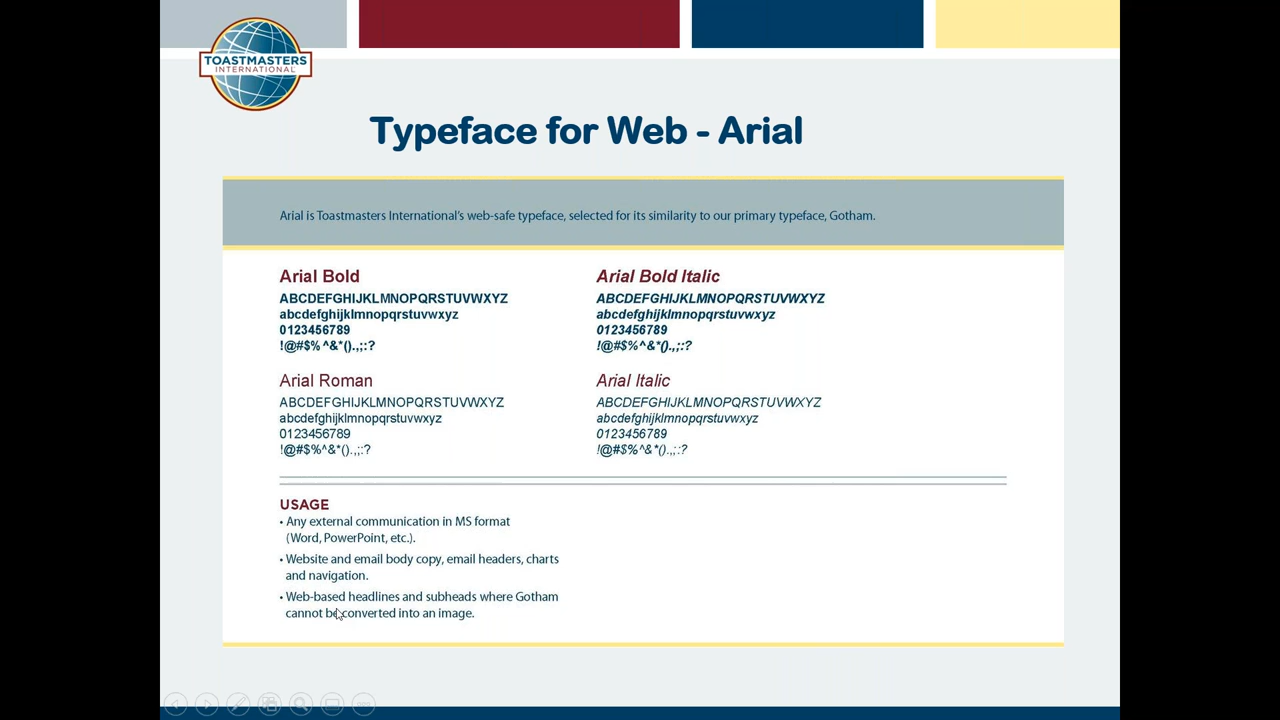 TOASTMASTERS
INTERNATIONAL
Typeface for Web - Arial
Arial is Toastmasters International's web-safe typeface, selected for its similarity to our primary typeface, Gotham.
Arial Bold
ABCDEFGHIJKLMNOPQRSTUVWXYZ
abcdefghijklmnopqrstuvwxyz
0123456789
!@#$%^&*().,;:?
Arial Bold Italic
ABCDEFGHIJKLMNOPQRSTUVWXYZ
abcdefghijklmnopqrstuvwxyz
0123456789
!@#$%^&*().,;:?
Arial Roman
ABCDEFGHIJKLMNOPQRSTUVWXYZ
abcdefghijklmnopqrstuvwxyz
0123456789
!@#$%^&*().,;:?
Arial Italic
ABCDEFGHIJKLMNOPQRSTUVWXYZ
abcdefghijklmnopqrstuvwxyz
0123456789
!@#$%^&*().,;:?
USAGE
• Any external communication in MS format
(Word, PowerPoint, etc.).
• Website and email body copy, email headers, charts
and navigation.
• Web-based headlines and subheads where Gotham
cannot be converted into an image.